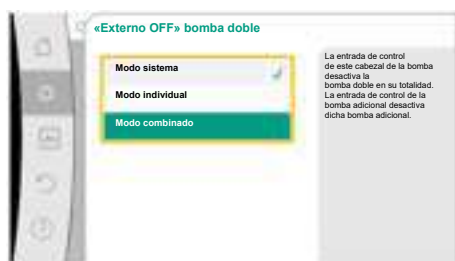 «Externo OFF» bomba doble
Modo sistema
Modo individual
Modo combinado
La entrada de control
de este cabezal de la bomba
desactiva la
bomba doble en su totalidad.
La entrada de control de la
bomba adicional desactiva
dicha bomba adicional.